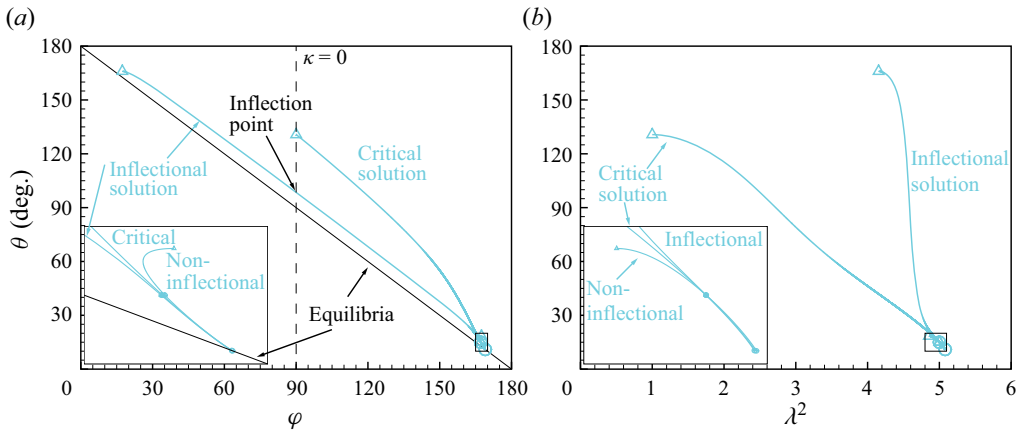 (a)
180
150
120
90
60
30
0
θ (deg.)
κ = 0
Inflection
point
Critical
solution
Inflectional
solution
Critical
Non-
inflectional
Equilibria
30
60
90
120
150
180
φ
(b)
180
150
120
90
60
30
0
Critical
solution
Inflectional
solution
Inflectional
Non-
inflectional
1
2
3
4
5
6
λ²